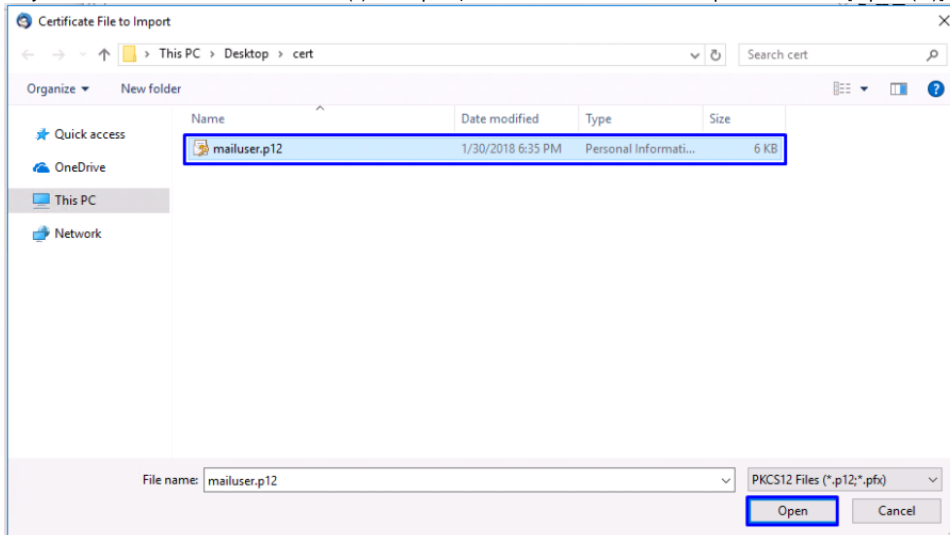 Certificate File to Import
This PC > Desktop > cert
Search cert
Organize
New folder
Name Date modified Type Size
Quick access
mailuser.p12 1/30/2018 6:35 PM Personal Informati... 6 KB
OneDrive
This PC
Network
File name: mailuser.p12 PKCS12 Files (*.p12;*.pfx)
Open Cancel